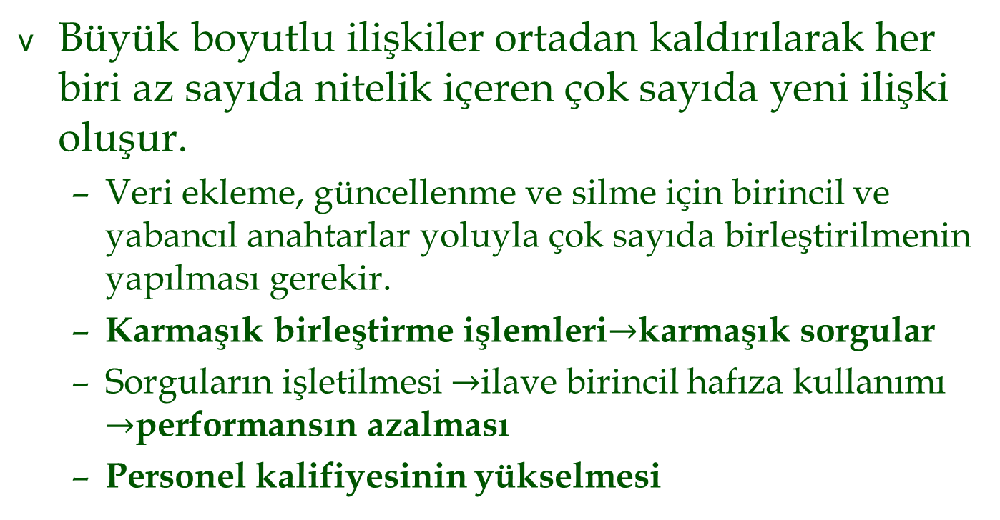 v Büyük boyutlu ilişkiler ortadan kaldırılarak her
biri az sayıda nitelik içeren çok sayıda yeni ilişki
oluşur.
– Veri ekleme, güncellenme ve silme için birincil ve
yabancıl anahtarlar yoluyla çok sayıda birleştirilmenin
yapılması gerekir.
– Karmaşık birleştirme işlemleri→karmaşık sorgular
– Sorguların işletilmesi →ilave birincil hafıza kullanımı
→performansın azalması
– Personel kalifiyesinin yükselmesi